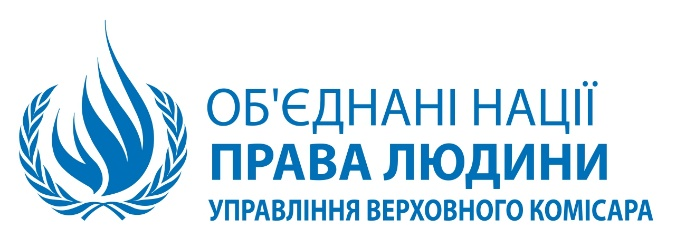 ОБ'ЄДНАНІ НАЦІЇ
ПРАВА ЛЮДИНИ
УПРАВЛІННЯ ВЕРХОВНОГО КОМІСАРА